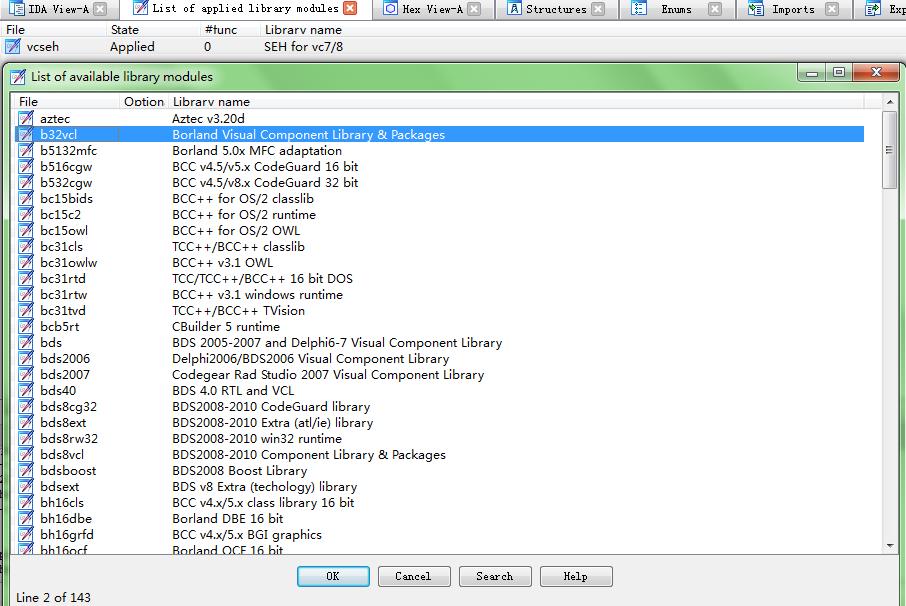 IDA View-A List of applied library modules Hex View-A Structures Enums Imports Exp
File State #func Library name
vcseh Applied 0 SEH for vc7/8
List of available library modules
File Option Library name
aztec Aztec v3.20d
b32vcl Borland Visual Component Library & Packages
b5132mfc Borland 5.0x MFC adaptation
b516cgw BCC v4.5/v5.x CodeGuard 16 bit
b532cgw BCC v4.5/v8.x CodeGuard 32 bit
bc15bids BCC++ for OS/2 classlib
bc15c2 BCC++ for OS/2 runtime
bc15owl BCC++ for OS/2 OWL
bc31cls TCC++/BCC++ classlib
bc31owlw BCC++ v3.1 OWL
bc31rtd TCC/TCC++/BCC++ 16 bit DOS
bc31rtw BCC++ v3.1 windows runtime
bc31tvd TCC++/BCC++ TVision
bcb5rt CBuilder 5 runtime
bds BDS 2005-2007 and Delphi6-7 Visual Component Library
bds2006 Delphi2006/BDS2006 Visual Component Library
bds2007 Codegear Rad Studio 2007 Visual Component Library
bds40 BDS 4.0 RTL and VCL
bds8cg32 BDS2008-2010 CodeGuard library
bds8ext BDS2008-2010 Extra (atl/ie) library
bds8rw32 BDS2008-2010 win32 runtime
bds8vcl BDS2008-2010 Component Library & Packages
bdsboost BDS2008 Boost Library
bdsext BDS v8 Extra (techology) library
bh16cls BCC v4.x/5.x class library 16 bit
bh16dbe Borland DBE 16 bit
bh16grfd BCC v4.x/5.x BGI graphics
bh16ocf Borland OCF 16 bit
OK Cancel Search Help
Line 2 of 143